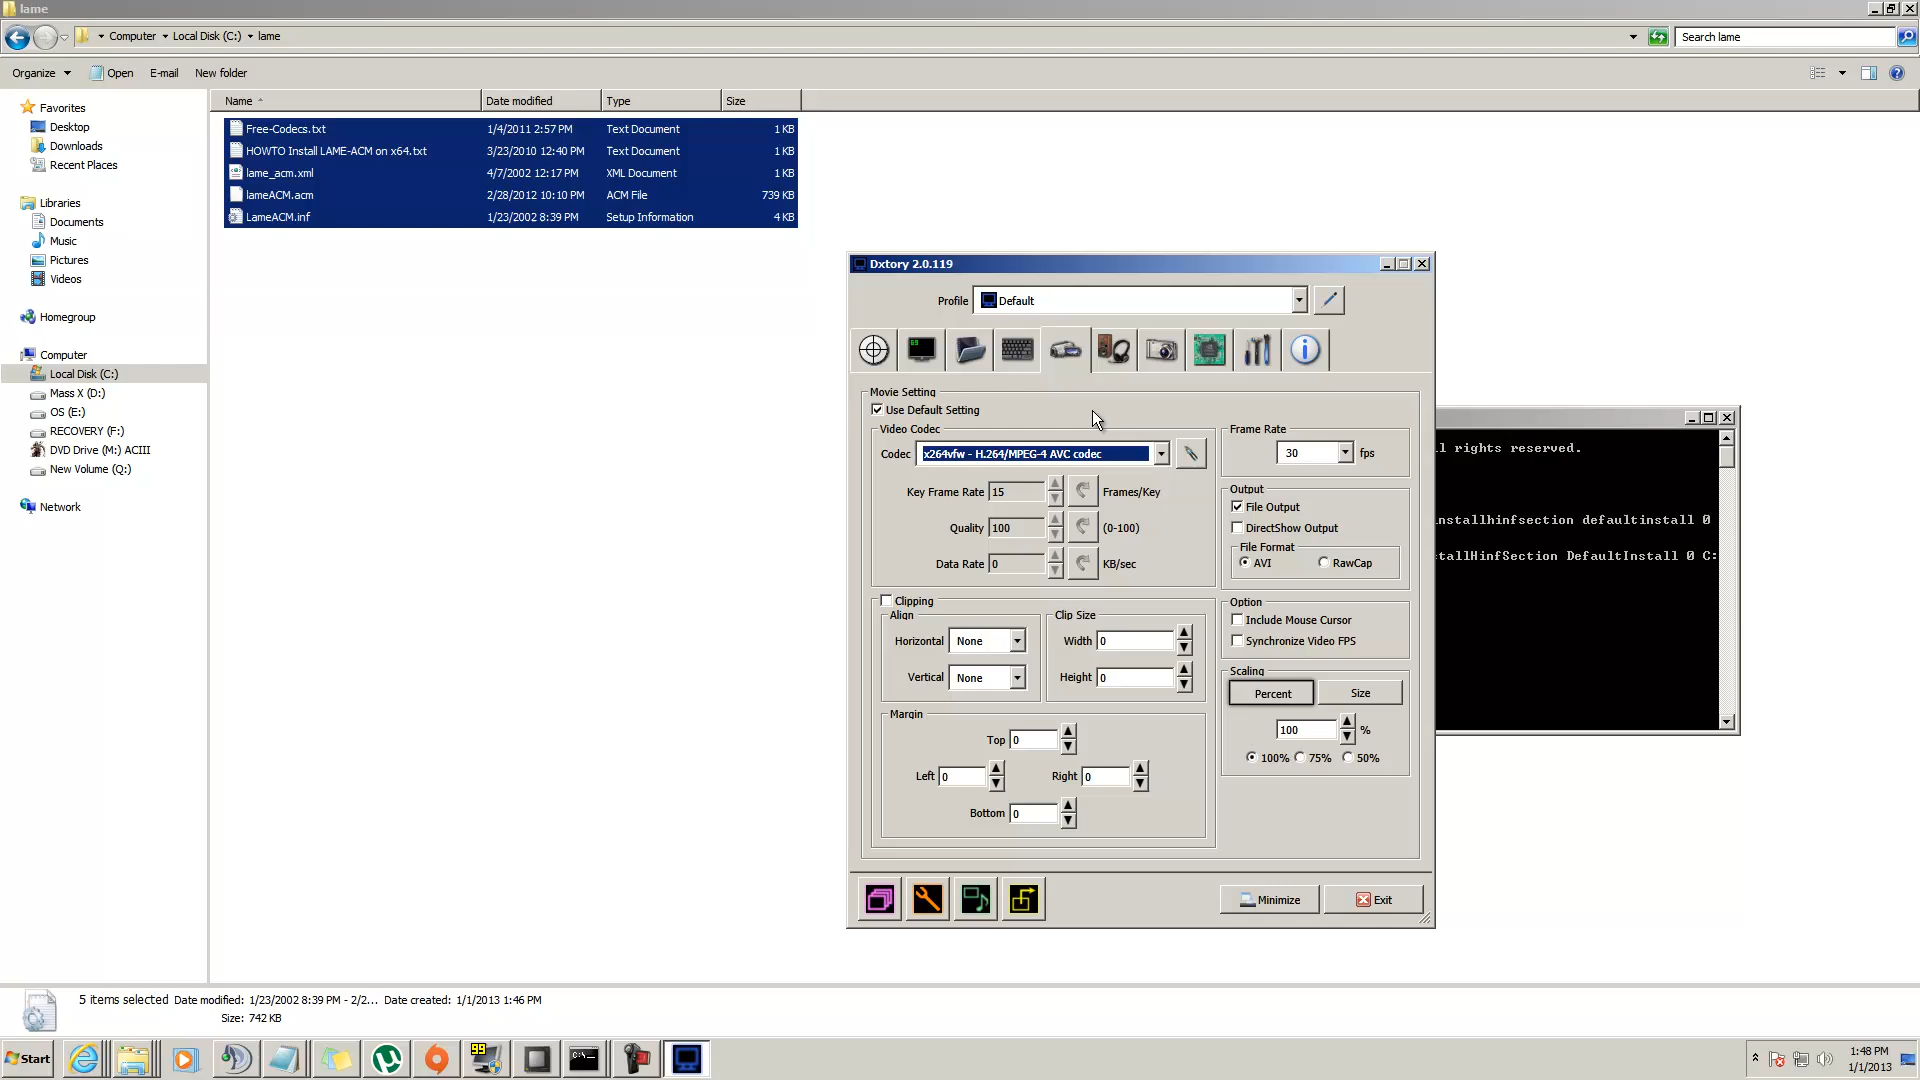 lame
Computer
Local Disk (C:)
lame
Search lame
Organize
Open
E-mail
New folder
Name
Date modified
Type
Size
Favorites
Desktop
Downloads
Recent Places
Libraries
Documents
Music
Pictures
Videos
Homegroup
Computer
Local Disk (C:)
Mass X (D:)
OS (E:)
RECOVERY (F:)
DVD Drive (M:) ACIII
New Volume (Q:)
Network
Free-Codecs.txt 1/4/2011 2:57 PM Text Document 1 KB
HOWTO Install LAME-ACM on x64.txt 3/23/2010 12:40 PM Text Document 1 KB
lame_acm.xml 4/7/2002 12:17 PM XML Document 1 KB
lameACM.acm 2/28/2012 10:10 PM ACM File 739 KB
LameACM.inf 1/23/2002 8:39 PM Setup Information 4 KB
Dxtory 2.0.119
Profile Default
69
Movie Setting
Use Default Setting
Video Codec
Codec x264vfw - H.264/MPEG-4 AVC codec
Key Frame Rate 15 Frames/Key
Quality 100 (0-100)
Data Rate 0 KB/sec
Clipping
Align
Horizontal None
Vertical None
Clip Size
Width 0
Height 0
Margin
Top 0
Left 0
Right 0
Bottom 0
Frame Rate
30 fps
Output
File Output
DirectShow Output
File Format
AVI
RawCap
Option
Include Mouse Cursor
Synchronize Video FPS
Scaling
Percent
Size
100 %
100%
75%
50%
Minimize
Exit
l rights reserved.
installhinfsection defaultinstall 0
tallHinfSection DefaultInstall 0 C:
5 items selected Date modified: 1/23/2002 8:39 PM - 2/2... Date created: 1/1/2013 1:46 PM
Size: 742 KB
Start
99
C:\_
1:48 PM
1/1/2013